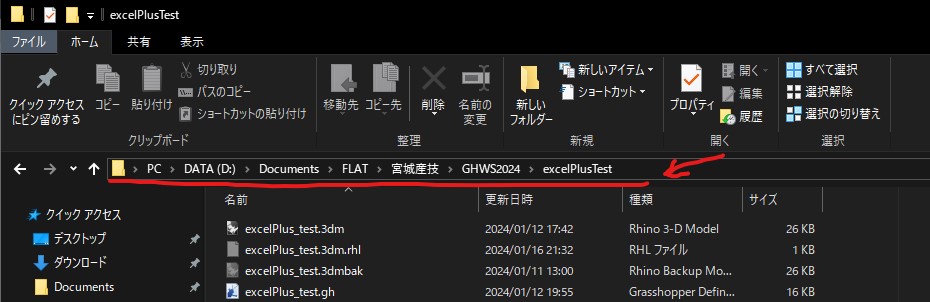 excelPlusTest
ファイル ホーム 共有 表示
クイック アクセス
にピン留めする
コピー
貼り付け
切り取り
パスのコピー
ショートカットの貼り付け
クリップボード
移動先
コピー先
削除
名前の
変更
整理
新しい
フォルダー
新しいアイテム
ショートカット
新規
プロパティ
開く
編集
履歴
開く
すべて選択
選択解除
選択の切り替え
選択
PC > DATA (D:) > Documents > FLAT > 宮城産技 > GHWS2024 > excelPlusTest
クイック アクセス
デスクトップ
ダウンロード
Documents
名前 更新日時 種類 サイズ
excelPlus_test.3dm 2024/01/12 17:42 Rhino 3-D Model 26 KB
excelPlus_test.3dm.rhl 2024/01/16 21:32 RHL ファイル 1 KB
excelPlus_test.3dmbak 2024/01/11 13:00 Rhino Backup Mo... 26 KB
excelPlus_test.gh 2024/01/12 19:55 Grasshopper Defin... 16 KB